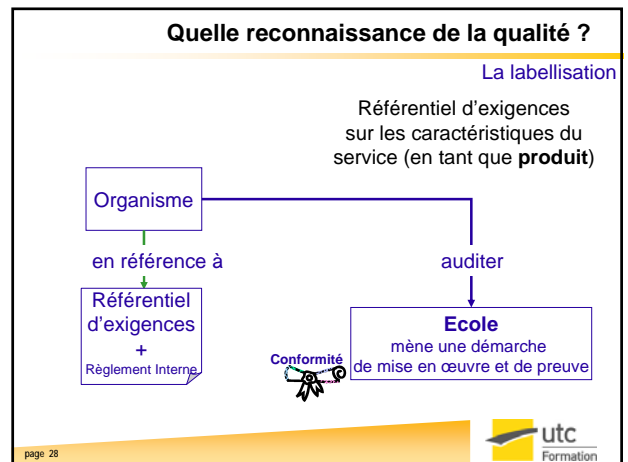 Quelle reconnaissance de la qualité ?
La labellisation
Référentiel d'exigences
sur les caractéristiques du
service (en tant que produit)
Organisme
en référence à
auditer
Référentiel
d'exigences
+
Règlement Interne
Ecole
mène une démarche
de mise en œuvre et de preuve
Conformité
page 28
utc
Formation